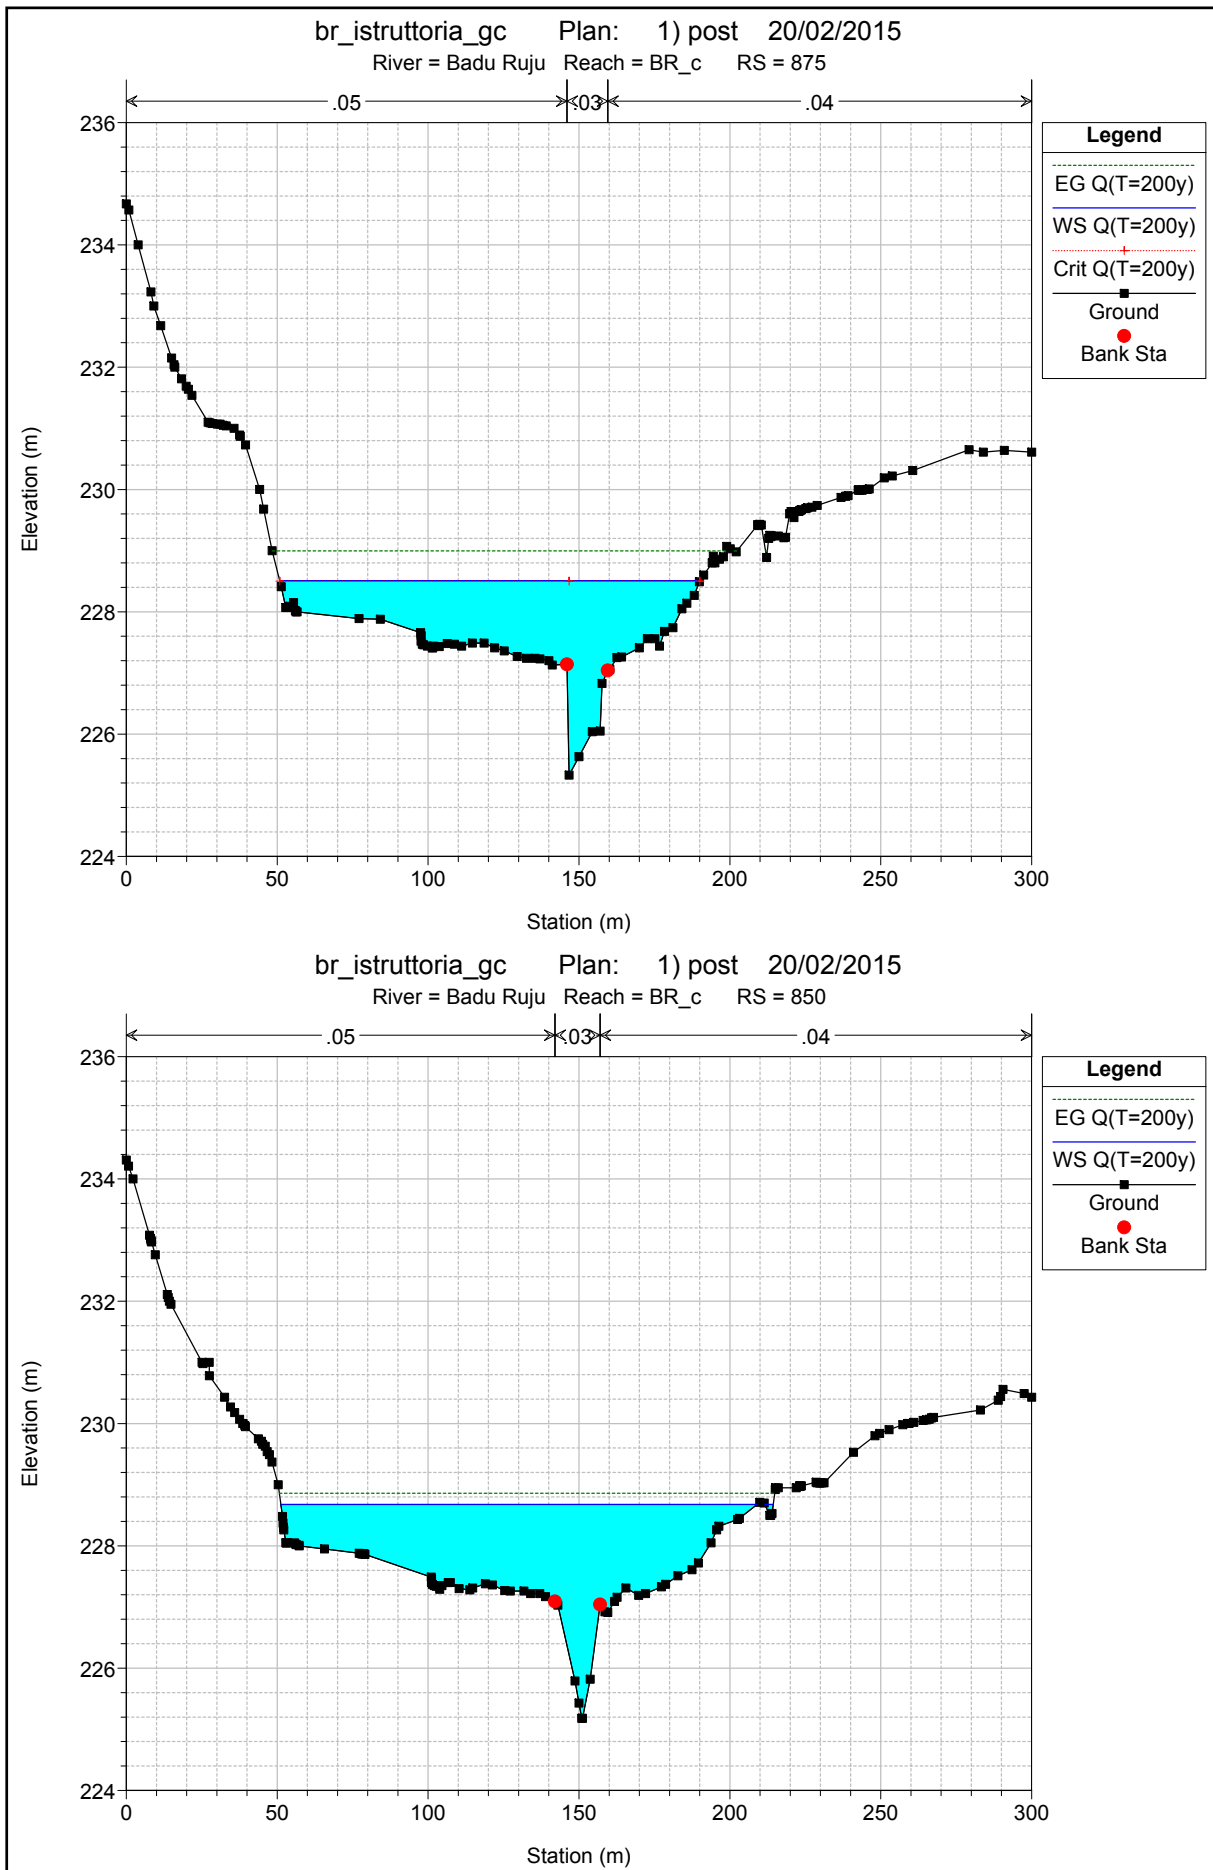 br_istruttoria_gc Plan: 1) post 20/02/2015
River = Badu Ruju Reach = BR_c RS = 875
.05 .03 .04
236
234
232
230
228
226
224
Elevation (m)
0 50 100 150 200 250 300
Station (m)
Legend
EG Q(T=200y)
WS Q(T=200y)
Crit Q(T=200y)
Ground
Bank Sta
br_istruttoria_gc Plan: 1) post 20/02/2015
River = Badu Ruju Reach = BR_c RS = 850
.05 .03 .04
236
234
232
230
228
226
224
Elevation (m)
0 50 100 150 200 250 300
Station (m)
Legend
EG Q(T=200y)
WS Q(T=200y)
Ground
Bank Sta